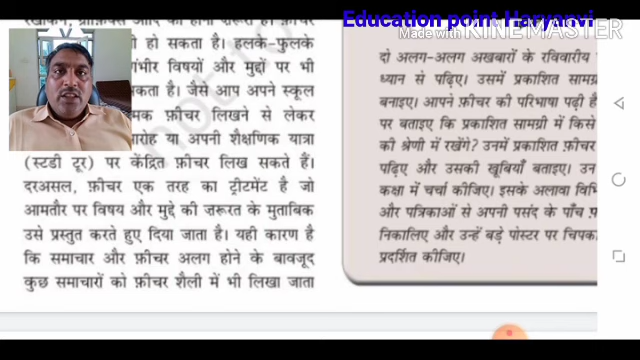 Education point Haryanvi
Made with KINEMASTER
रेखांकन, ग्राफ़िक्स आदि का होना ज़रूरी है। फ़ीचर
हो सकता है। हलके-फुलके
गंभीर विषयों और मुद्दों पर भी
सकता है। जैसे आप अपने स्कूल
फ़ीचर लिखने से लेकर
या अपनी शैक्षणिक यात्रा
(स्टडी टूर) पर केंद्रित फ़ीचर लिख सकते हैं।
दरअसल, फ़ीचर एक तरह का ट्रीटमेंट है जो
आमतौर पर विषय और मुद्दे की ज़रूरत के मुताबिक
उसे प्रस्तुत करते हुए दिया जाता है। यही कारण है
कि समाचार और फ़ीचर अलग होने के बावजूद
कुछ समाचारों को फ़ीचर शैली में भी लिखा जाता
दो अलग-अलग अखबारों के रविवारीय
ध्यान से पढ़िए। उसमें प्रकाशित
बनाइए। आपने फ़ीचर की परिभाषा पढ़ी
पर बताइए कि प्रकाशित सामग्री में किसे
की श्रेणी में रखेंगे? उनमें प्रकाशित फ़ीचर
पढ़िए और उसकी खूबियाँ बताइए। उन
कक्षा में चर्चा कीजिए। इसके अलावा
और पत्रिकाओं से अपनी पसंद के पाँच
निकालिए और उन्हें बड़े पोस्टर पर
प्रदर्शित कीजिए।